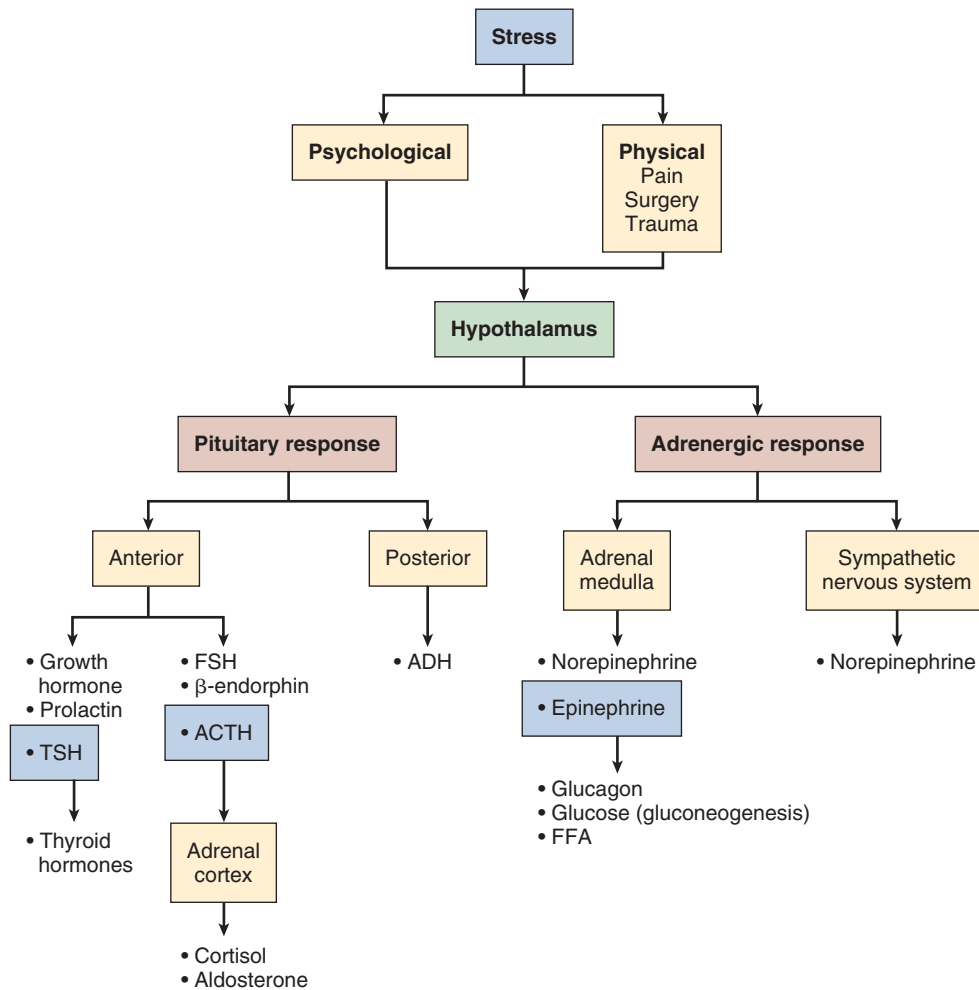 Stress
Psychological
Physical
Pain
Surgery
Trauma
Hypothalamus
Pituitary response
Adrenergic response
Anterior
Posterior
Adrenal
medulla
Sympathetic
nervous system
• Growth
hormone
• Prolactin
• TSH
• Thyroid
hormones
• FSH
• β-endorphin
• ACTH
Adrenal
cortex
• Cortisol
• Aldosterone
• ADH
• Norepinephrine
• Epinephrine
• Glucagon
• Glucose (gluconeogenesis)
• FFA
• Norepinephrine